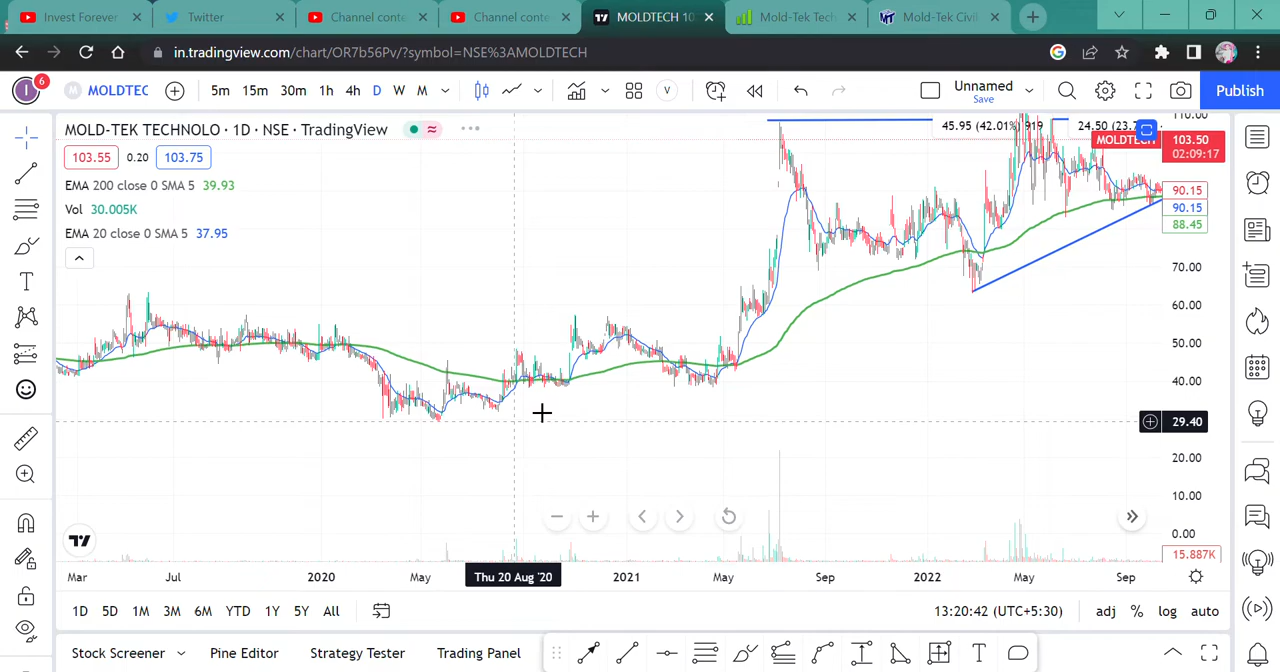 Invest Forever
Twitter
Channel conte
Channel conte
MOLDTECH 10
Mold-Tek Tech
Mold-Tek Civil
in.tradingview.com/chart/OR7b56Pv/?symbol=NSE%3AMOLDTECH
I
6
M
MOLDTEC
5m 15m 30m 1h 4h D W M
V
Unnamed
Save
Publish
MOLD-TEK TECHNOLO · 1D · NSE · TradingView
103.55 0.20 103.75
EMA 200 close 0 SMA 5 39.93
Vol 30.005K
EMA 20 close 0 SMA 5 37.95
110.00
45.95 (42.01%) 919
MOLDTECH
103.50
02:09:17
90.15
90.15
88.45
70.00
60.00
50.00
40.00
29.40
20.00
10.00
0.00
15.887K
Mar Jul 2020 May Thu 20 Aug '20 2021 May Sep 2022 May Sep
1D 5D 1M 3M 6M YTD 1Y 5Y All
13:20:42 (UTC+5:30) adj % log auto
Stock Screener Pine Editor Strategy Tester Trading Panel